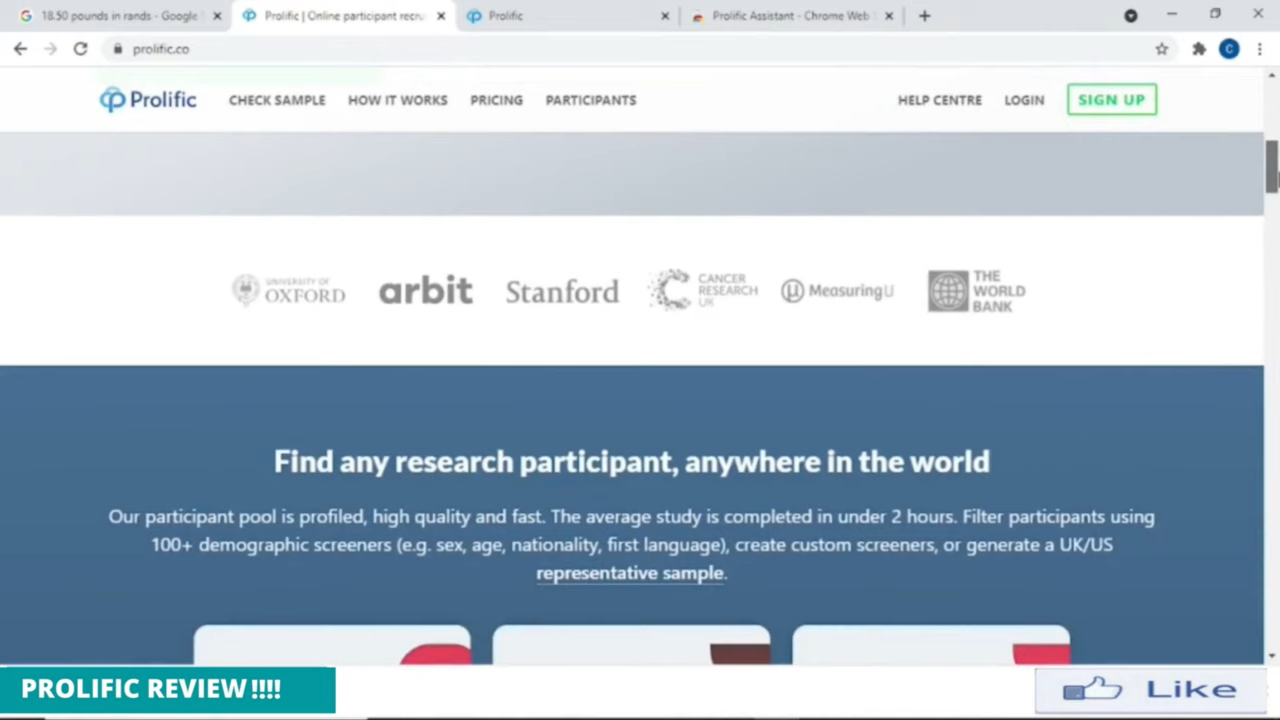 18.50 pounds in rands - Google
Prolific | Online participant recru
Prolific
Prolific Assistant - Chrome Web
prolific.co
C
Prolific
CHECK SAMPLE
HOW IT WORKS
PRICING
PARTICIPANTS
HELP CENTRE
LOGIN
SIGN UP
UNIVERSITY OF
OXFORD
arbit
Stanford
CANCER
RESEARCH
UK
MeasuringU
THE
WORLD
BANK
Find any research participant, anywhere in the world
Our participant pool is profiled, high quality and fast. The average study is completed in under 2 hours. Filter participants using
100+ demographic screeners (e.g. sex, age, nationality, first language), create custom screeners, or generate a UK/US
representative sample.
PROLIFIC REVIEW!!!!
Like